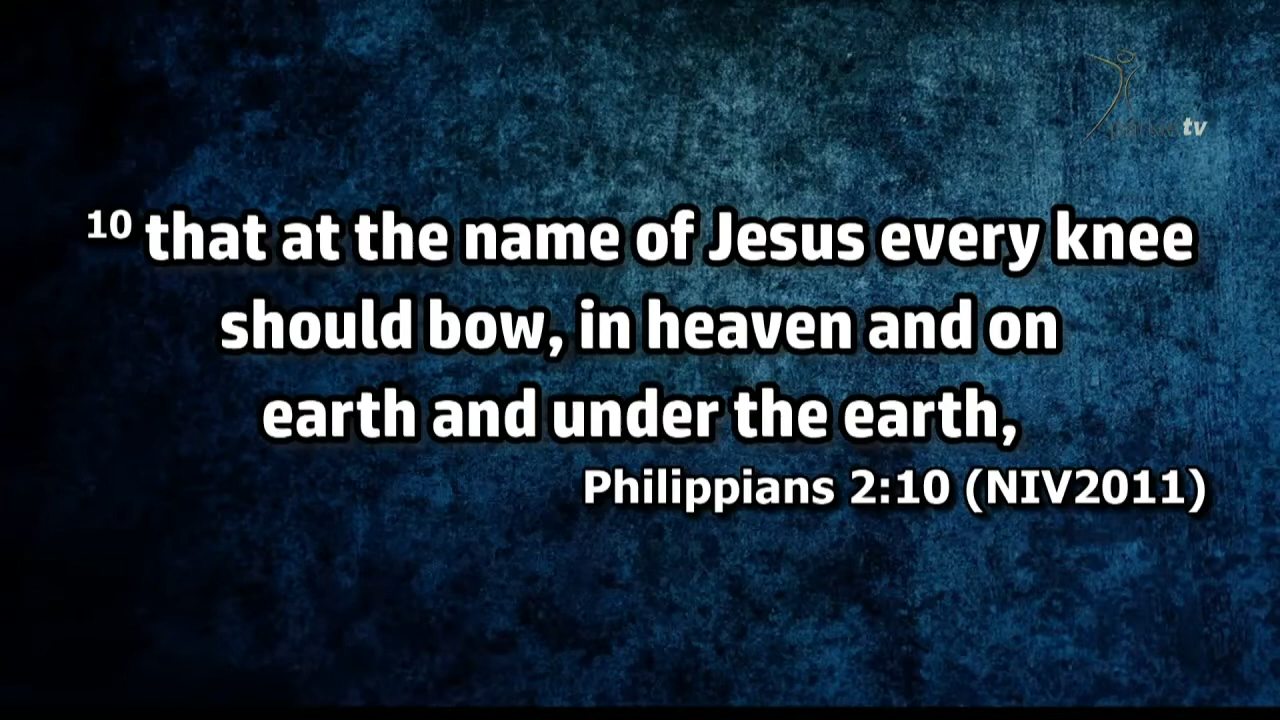 tv
10 that at the name of Jesus every knee
should bow, in heaven and on
earth and under the earth,
Philippians 2:10 (NIV2011)